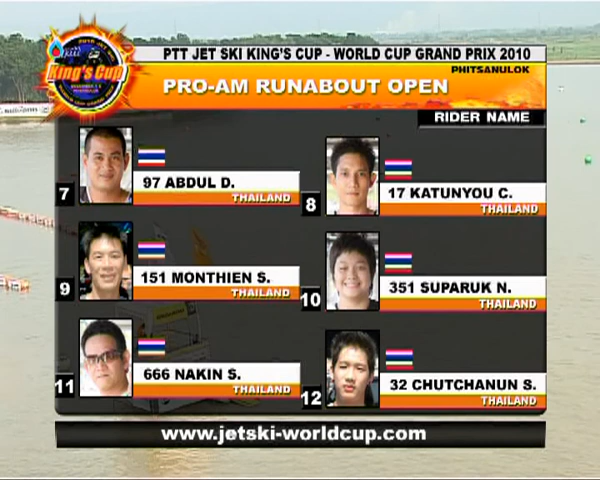 King's Cup
PTT JET SKI KING'S CUP - WORLD CUP GRAND PRIX 2010
PHITSANULOK
PRO-AM RUNABOUT OPEN
RIDER NAME
7
97 ABDUL D.
THAILAND
8
17 KATUNYOU C.
THAILAND
9
151 MONTHIEN S.
THAILAND
10
351 SUPARUK N.
THAILAND
11
666 NAKIN S.
THAILAND
12
32 CHUTCHANUN S.
THAILAND
www.jetski-worldcup.com